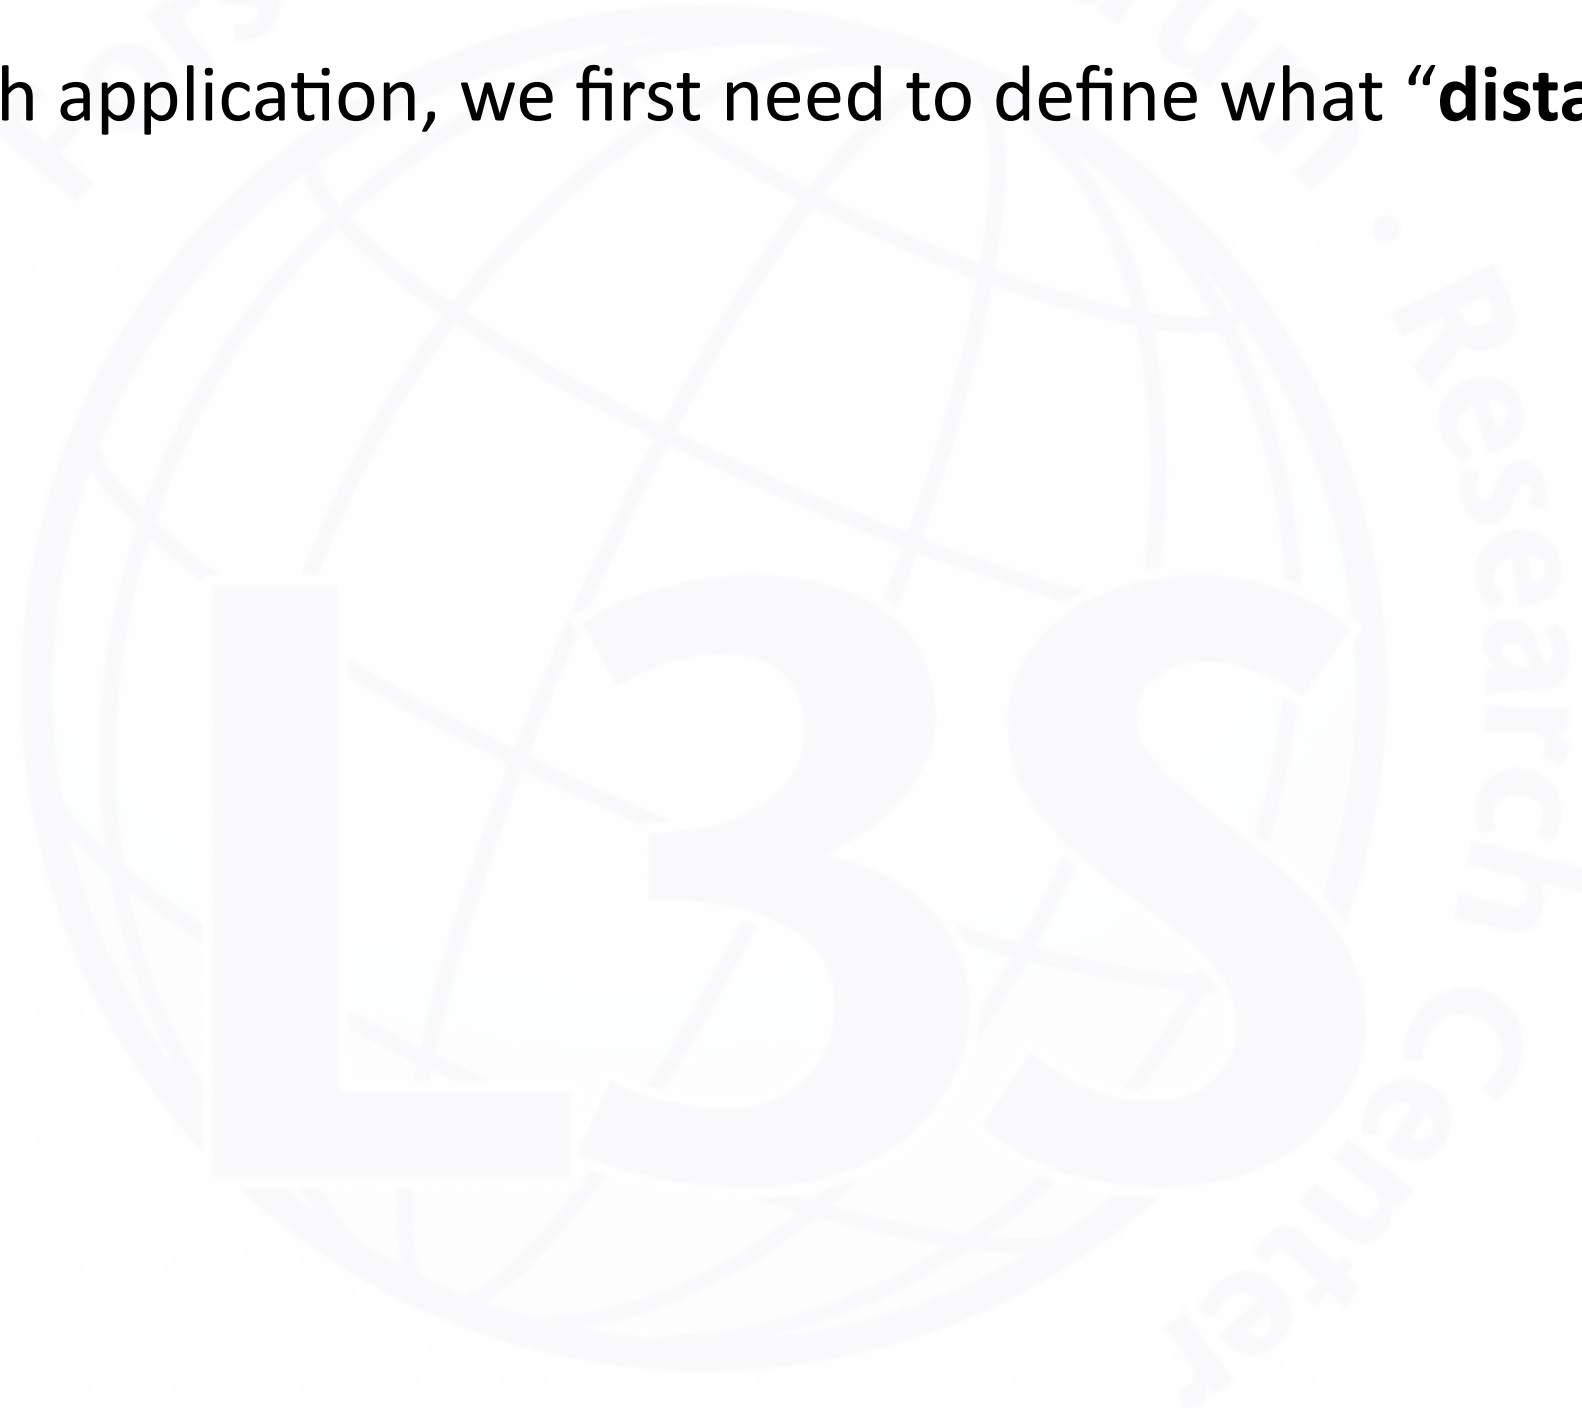 h application, we first need to define what “dista
L3S
Research Center